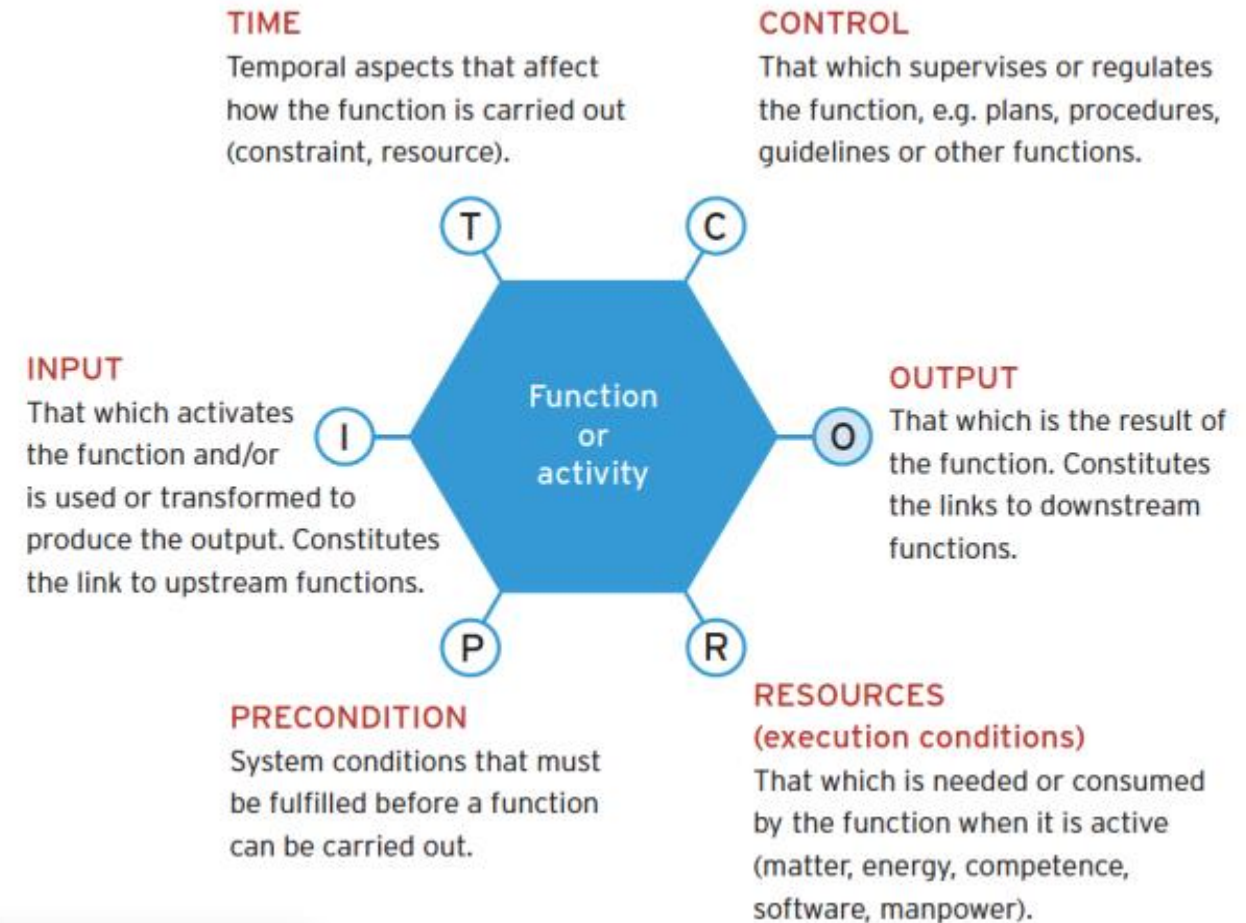 TIME
Temporal aspects that affect
how the function is carried out
(constraint, resource).
CONTROL
That which supervises or regulates
the function, e.g. plans, procedures,
guidelines or other functions.
T
C
INPUT
That which activates
the function and/or
is used or transformed to
produce the output. Constitutes
the link to upstream functions.
I
Function
or
activity
O
OUTPUT
That which is the result of
the function. Constitutes
the links to downstream
functions.
P
R
PRECONDITION
System conditions that must
be fulfilled before a function
can be carried out.
RESOURCES
(execution conditions)
That which is needed or consumed
by the function when it is active
(matter, energy, competence,
software, manpower).